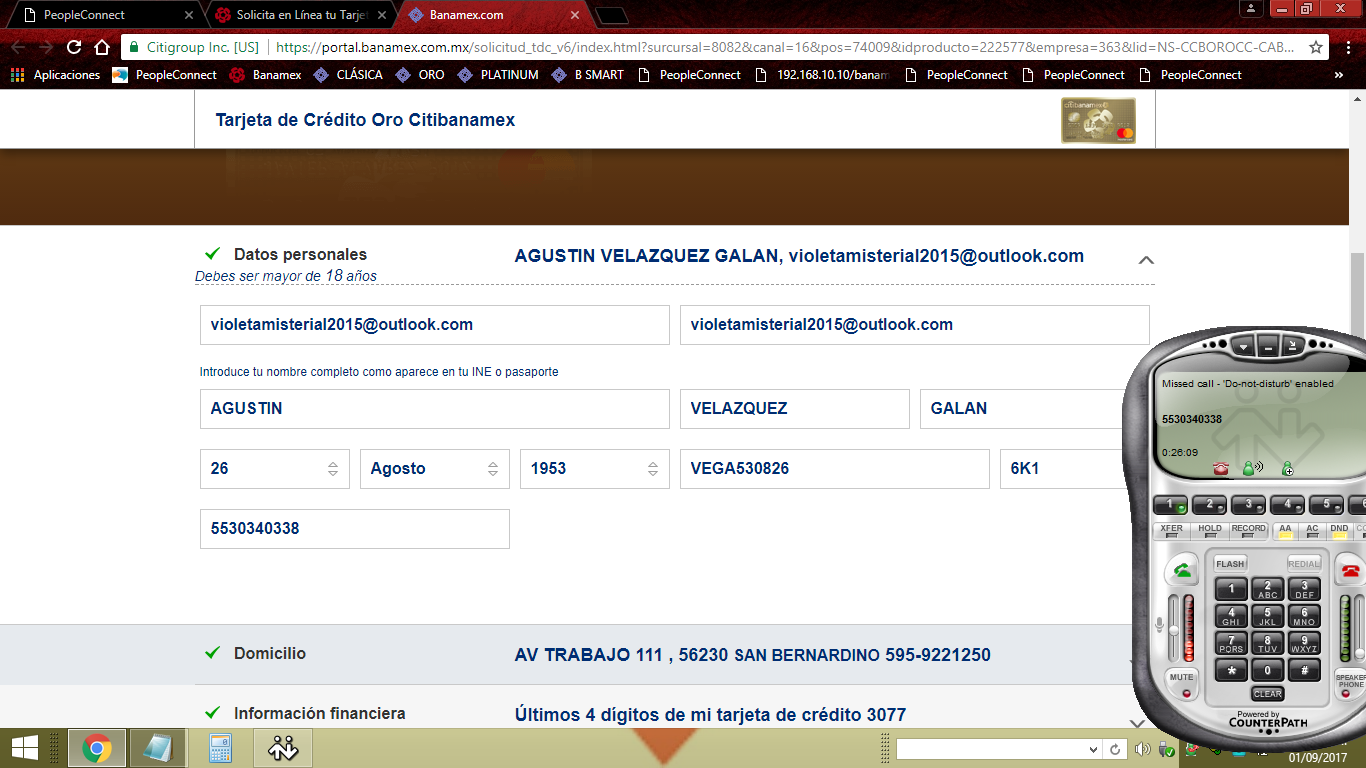 PeopleConnect
Solicita en Línea tu Tarje
Banamex.com
Citigroup Inc. [US] https://portal.banamex.com.mx/solicitud_tdc_v6/index.html?surcursal=8082&canal=16&pos=74009&idproducto=222577&empresa=363&lid=NS-CCBOROCC-CAB...
Aplicaciones PeopleConnect Banamex CLÁSICA ORO PLATINUM B SMART PeopleConnect 192.168.10.10/banam PeopleConnect PeopleConnect PeopleConnect »
Tarjeta de Crédito Oro Citibanamex
Datos personales AGUSTIN VELAZQUEZ GALAN, violetamisterial2015@outlook.com
Debes ser mayor de 18 años
violetamisterial2015@outlook.com violetamisterial2015@outlook.com
Introduce tu nombre completo como aparece en tu INE o pasaporte
AGUSTIN VELAZQUEZ GALAN
26 Agosto 1953 VEGA530826 6K1
5530340338
Domicilio AV TRABAJO 111 , 56230 SAN BERNARDINO 595-9221250
Información financiera Últimos 4 dígitos de mi tarjeta de crédito 3077
Missed call - 'Do-not-disturb' enabled
5530340338
0:26:09
1 2 3 4 5 6
XFER HOLD RECORD AA AC DND CO
FLASH REDIAL
1 2 ABC 3 DEF
4 GHI 5 JKL 6 MNO
7 PQRS 8 TUV 9 WXYZ
* 0 #
MUTE CLEAR SPEAKER PHONE
Powered by
COUNTERPATH
01/09/2017